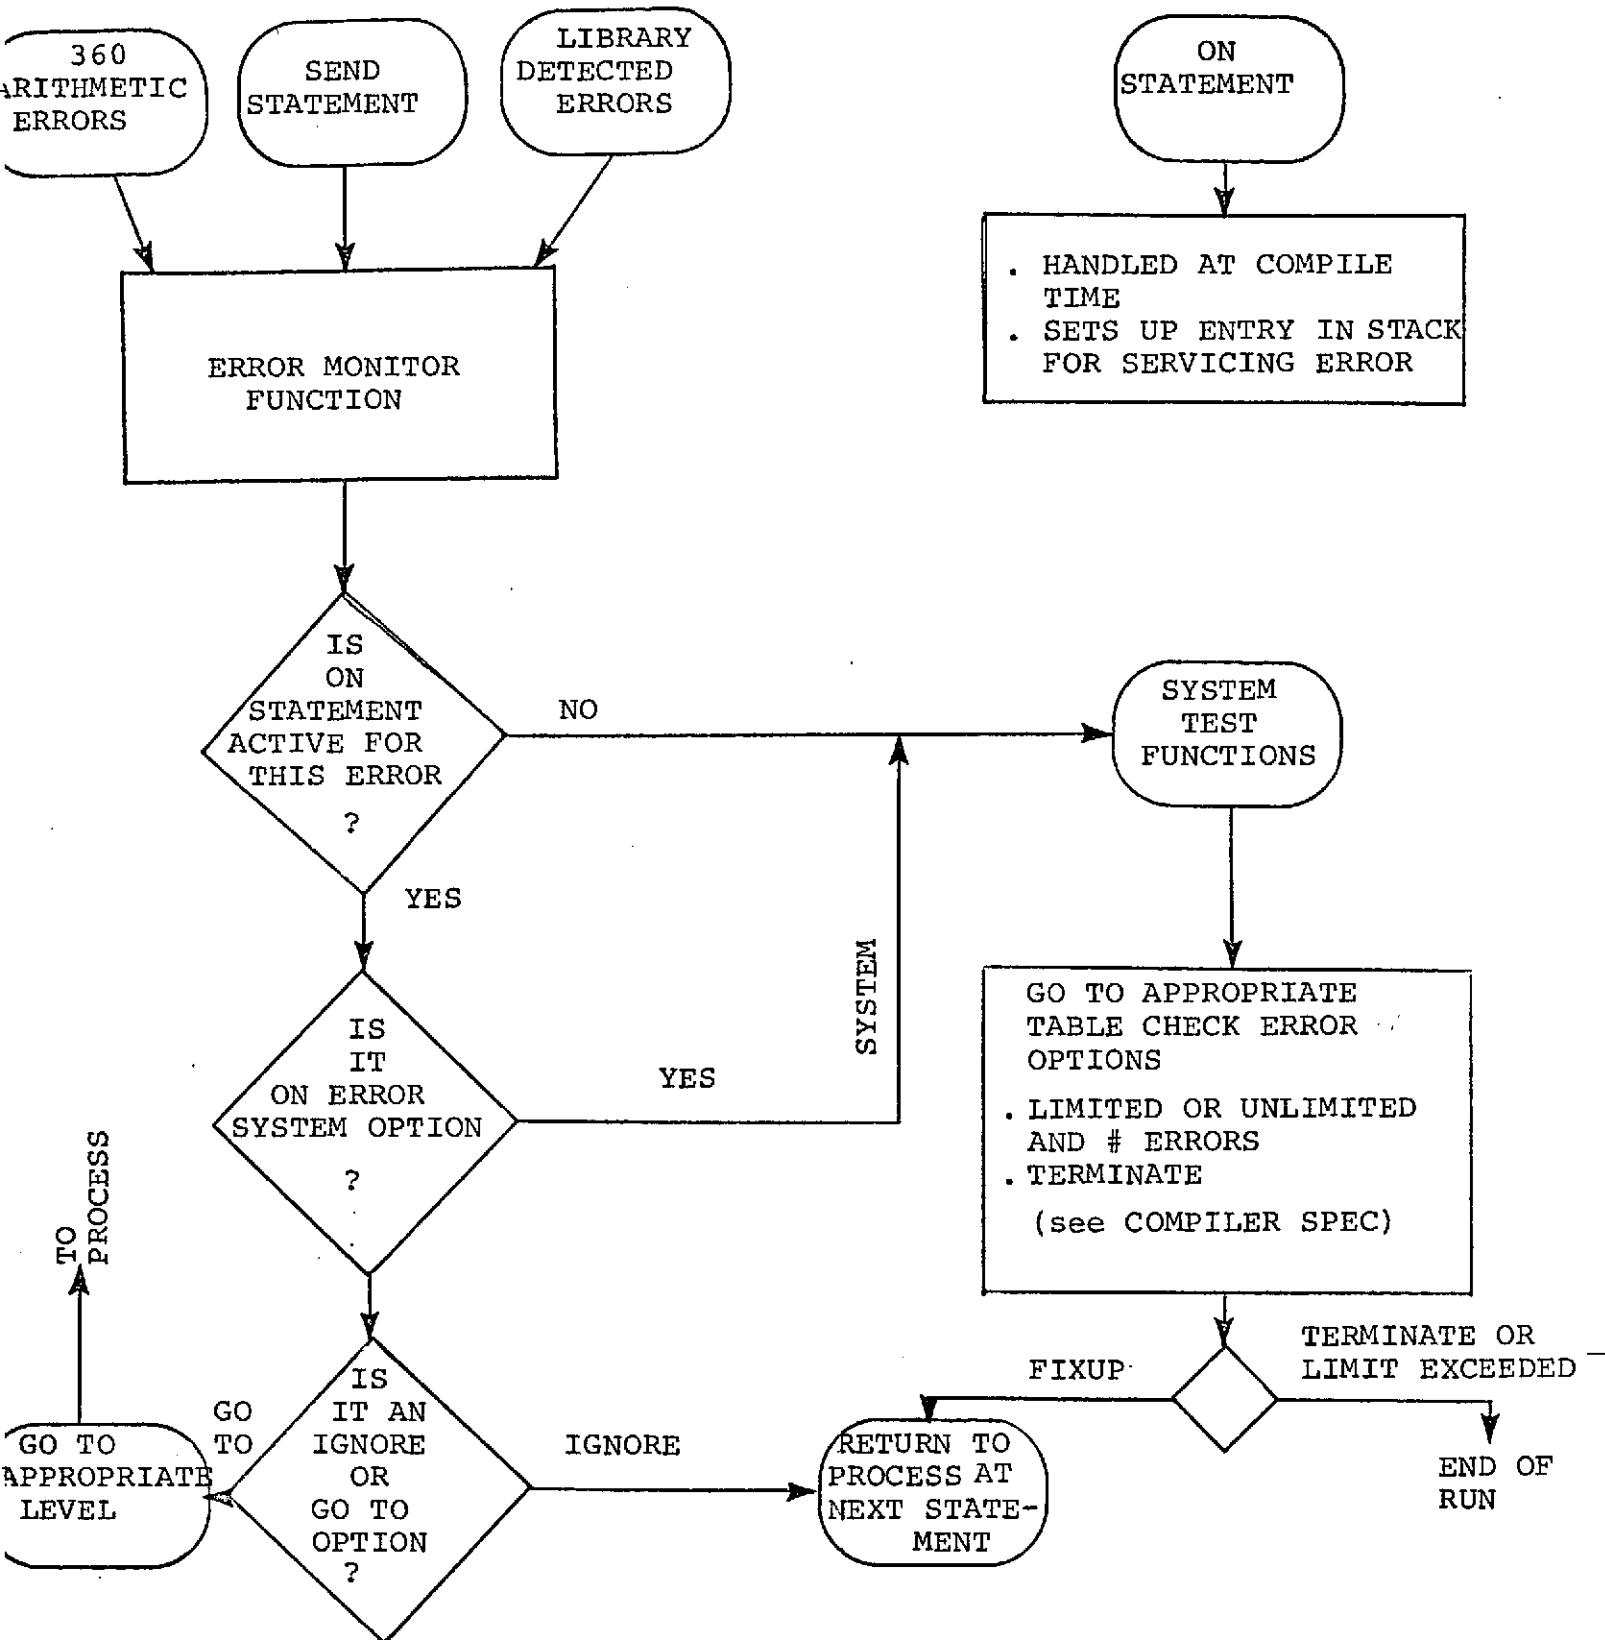 360
ARITHMETIC
ERRORS
SEND
STATEMENT
LIBRARY
DETECTED
ERRORS
ON
STATEMENT
. HANDLED AT COMPILE
TIME
. SETS UP ENTRY IN STACK
FOR SERVICING ERROR
ERROR MONITOR
FUNCTION
IS
ON
STATEMENT
ACTIVE FOR
THIS ERROR
?
NO
YES
SYSTEM
TEST
FUNCTIONS
IS
IT
ON ERROR
SYSTEM OPTION
?
YES
SYSTEM
GO TO APPROPRIATE
TABLE CHECK ERROR
OPTIONS
. LIMITED OR UNLIMITED
AND # ERRORS
. TERMINATE
(see COMPILER SPEC)
TO
PROCESS
GO TO
APPROPRIATE
LEVEL
GO
TO
IS
IT AN
IGNORE
OR
GO TO
OPTION
?
IGNORE
FIXUP
TERMINATE OR
LIMIT EXCEEDED
RETURN TO
PROCESS AT
NEXT STATE-
MENT
END OF
RUN